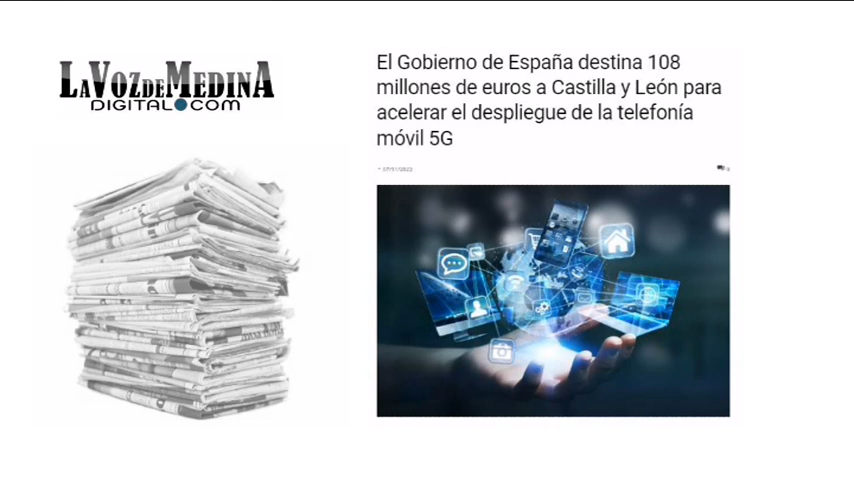 LAVOZDEMEDINA
DIGITAL.COM
El Gobierno de España destina 108
millones de euros a Castilla y León para
acelerar el despliegue de la telefonía
móvil 5G